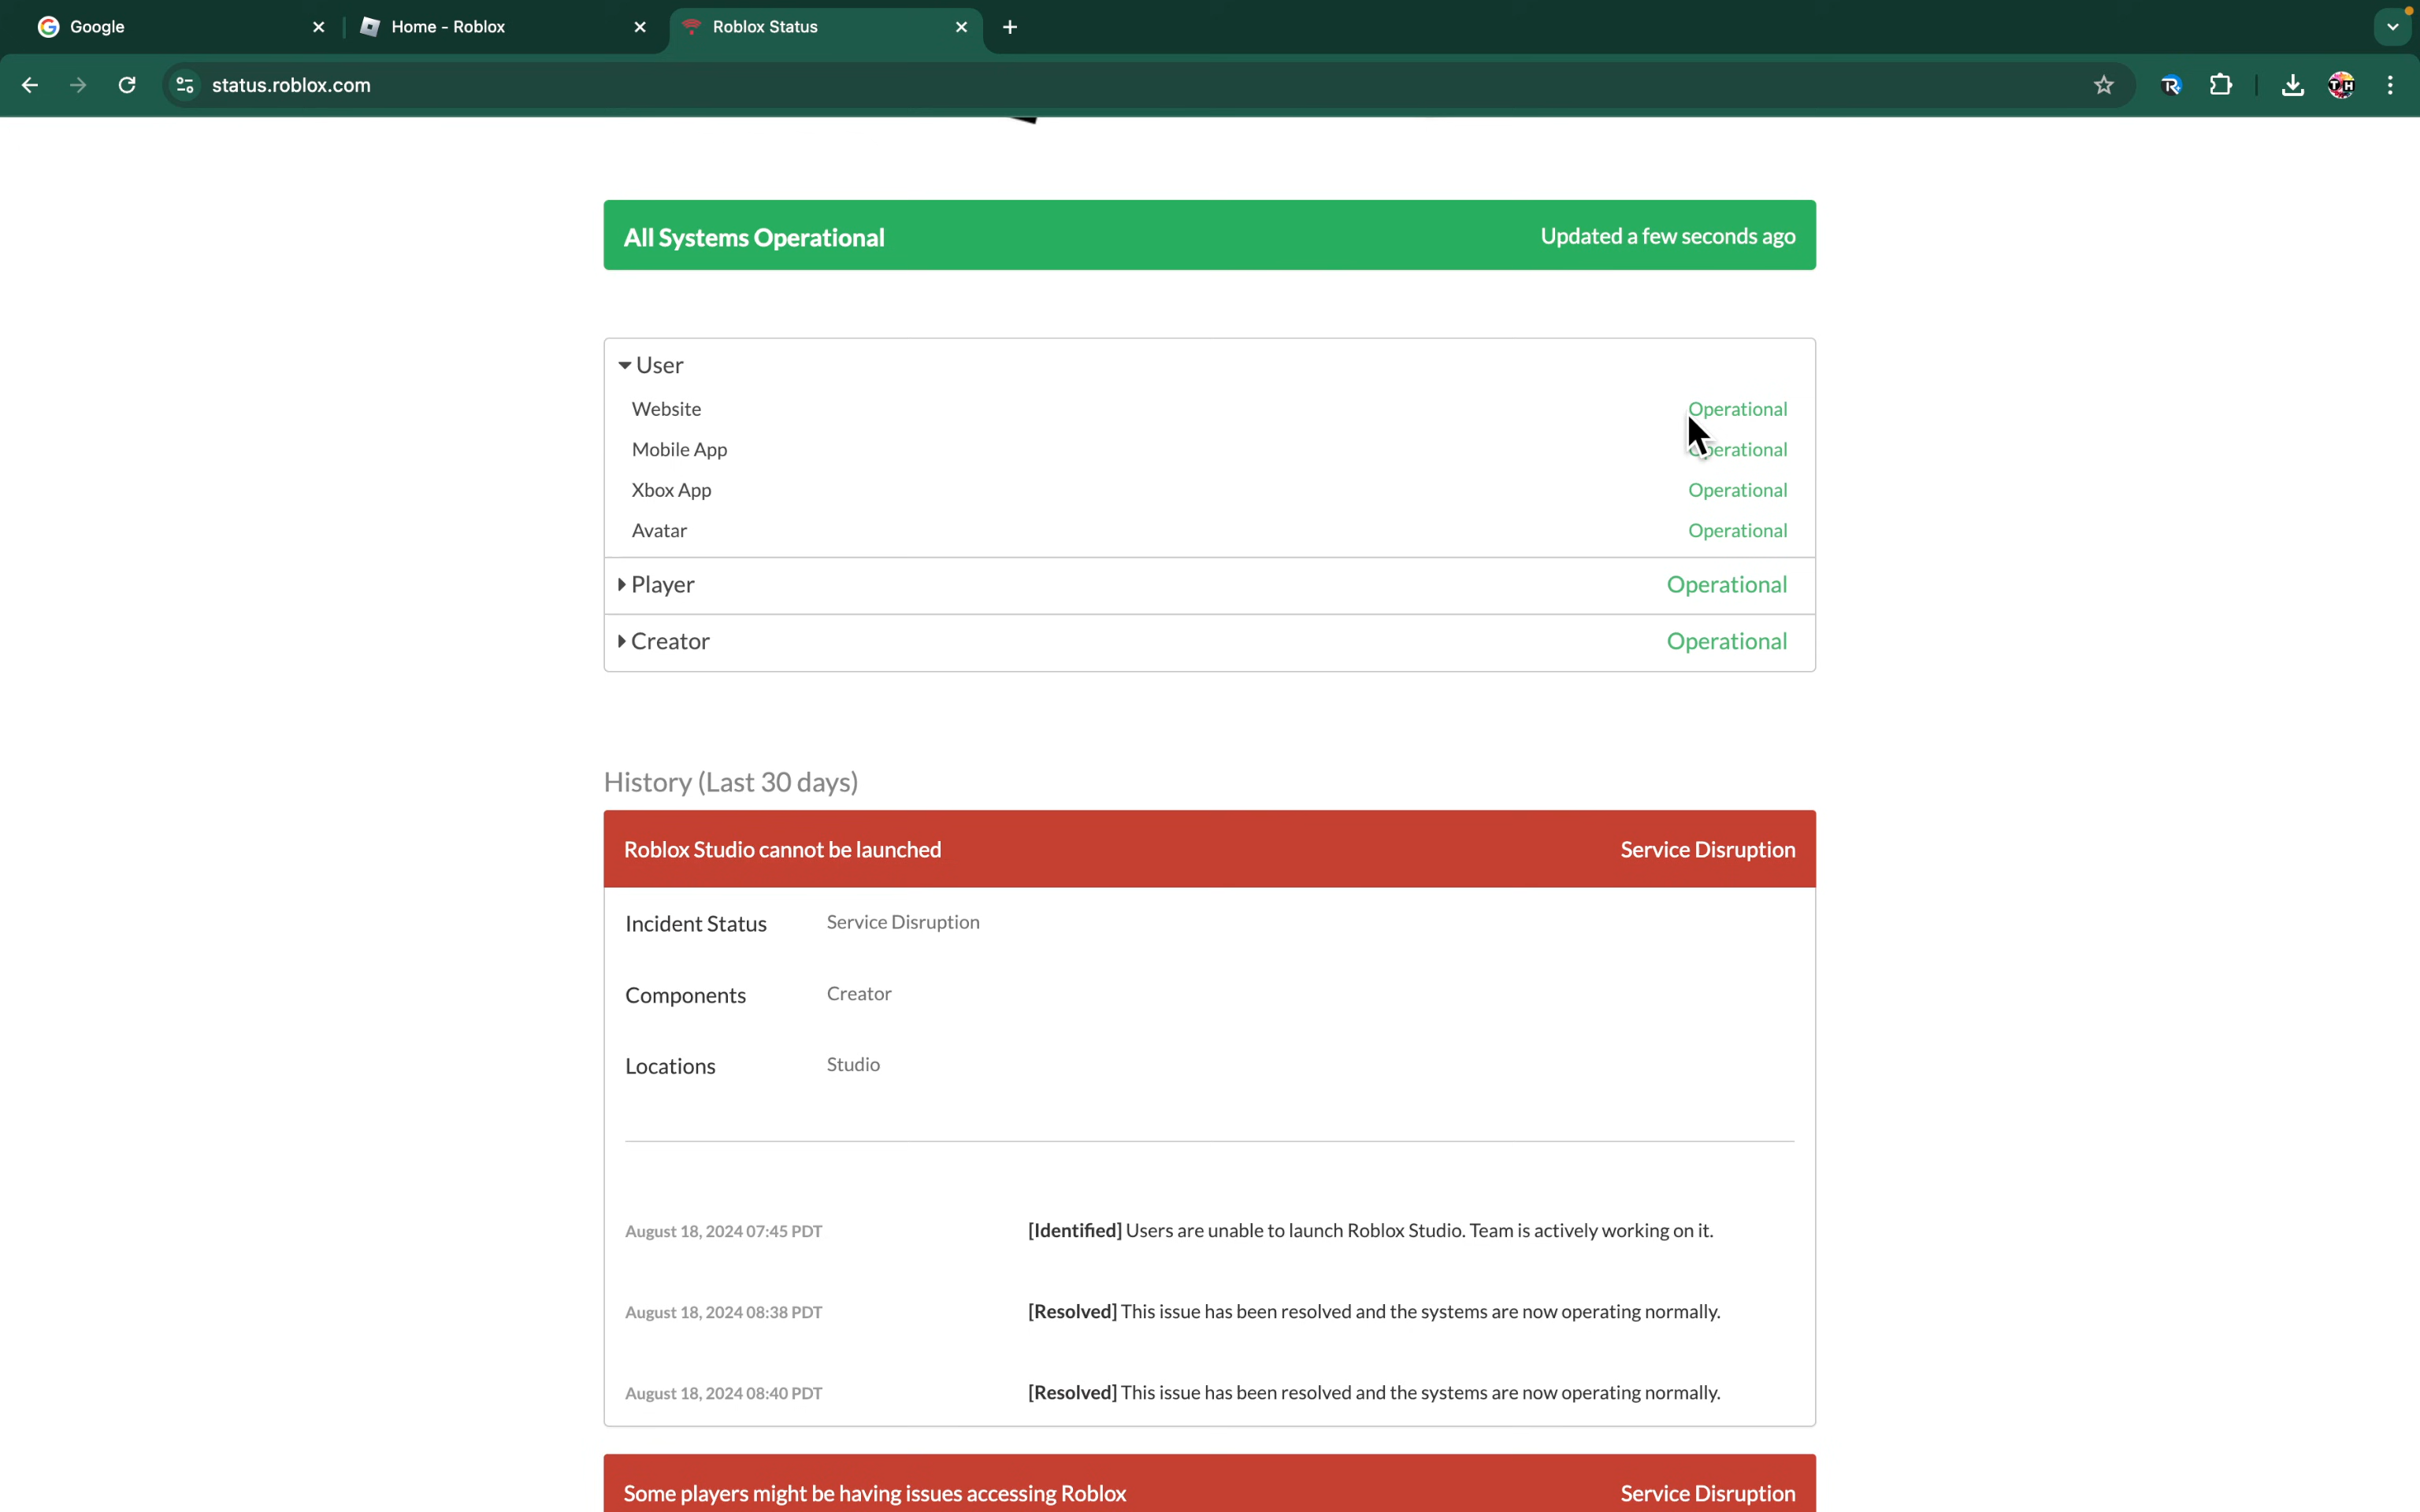 Google
Home - Roblox
Roblox Status
status.roblox.com
All Systems Operational Updated a few seconds ago
User
Website Operational
Mobile App Operational
Xbox App Operational
Avatar Operational
Player Operational
Creator Operational
History (Last 30 days)
Roblox Studio cannot be launched Service Disruption
Incident Status Service Disruption
Components Creator
Locations Studio
August 18, 2024 07:45 PDT [Identified] Users are unable to launch Roblox Studio. Team is actively working on it.
August 18, 2024 08:38 PDT [Resolved] This issue has been resolved and the systems are now operating normally.
August 18, 2024 08:40 PDT [Resolved] This issue has been resolved and the systems are now operating normally.
Some players might be having issues accessing Roblox Service Disruption